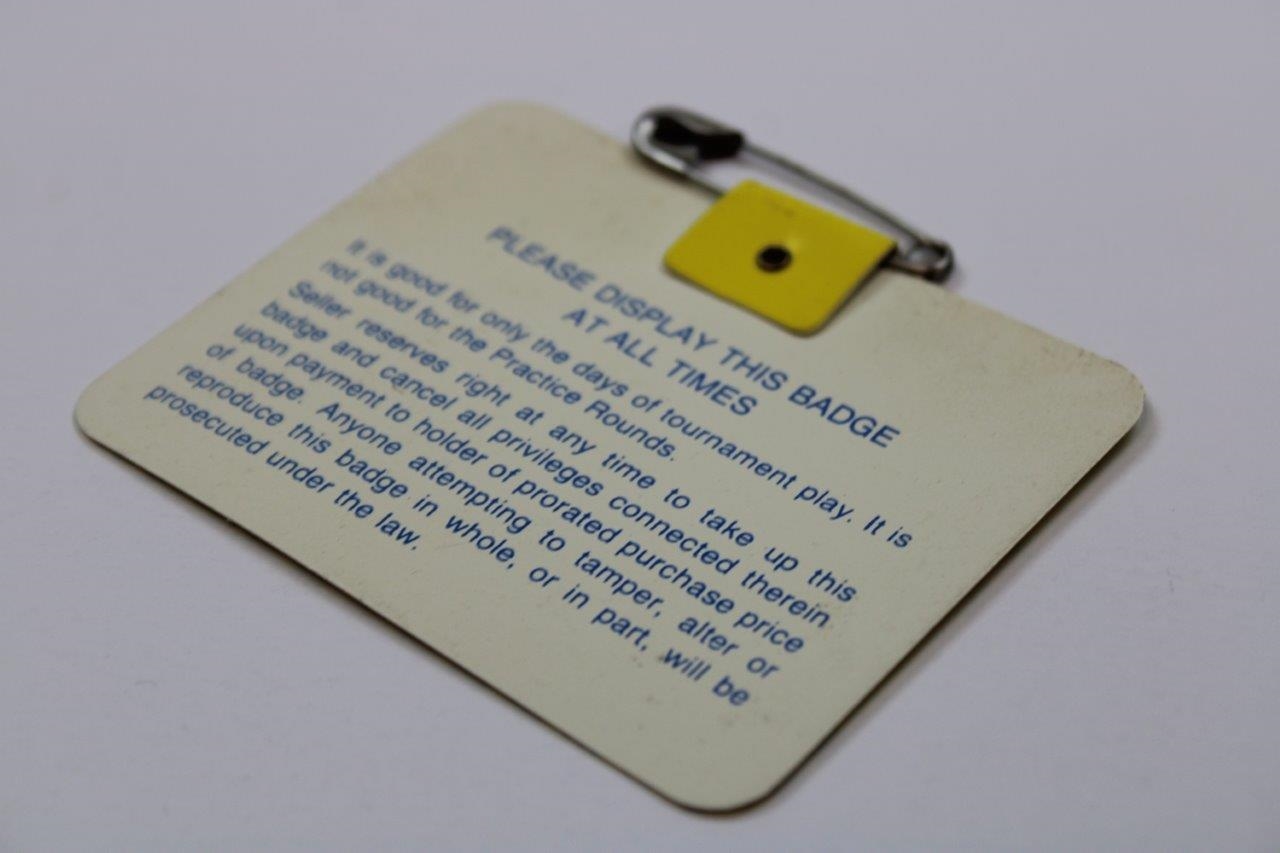 PLEASE DISPLAY THIS BADGE
AT ALL TIMES
It is good for only the days of tournament play. It is
not good for the Practice Rounds.
Seller reserves right at any time to take up this
badge and cancel all privileges connected therein
upon payment to holder of prorated purchase price
of badge. Anyone attempting to tamper, alter or
reproduce this badge in whole, or in part, will be
prosecuted under the law.